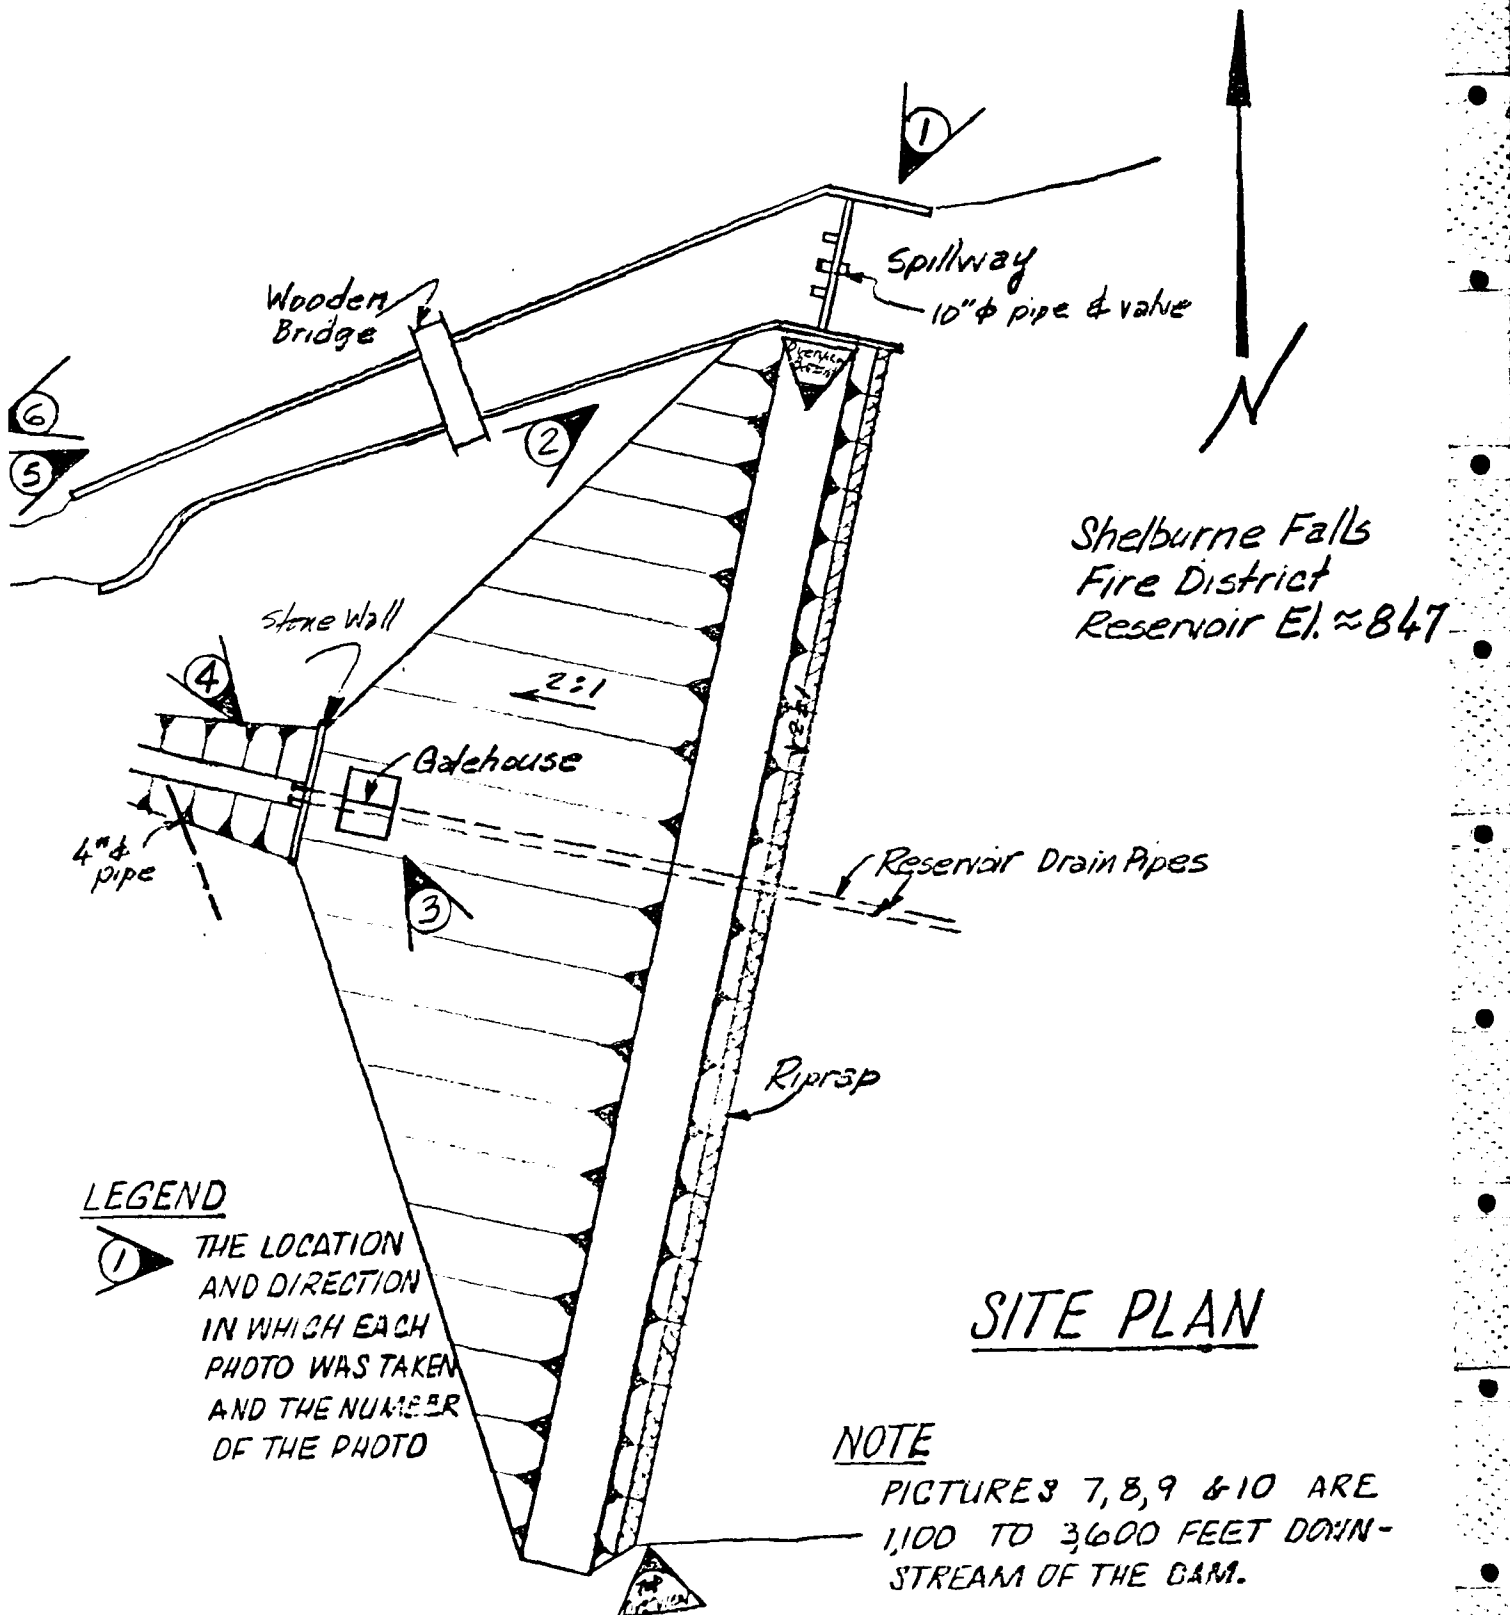 1
Spillway
10"ϕ pipe & valve
Wooden
Bridge
6
5
2
N
Shelburne Falls
Fire District
Reservoir El. ≈847
Stone Wall
4
2:1
Gatehouse
4"ϕ
pipe
3
Reservoir Drain Pipes
Riprap
LEGEND
1
THE LOCATION
AND DIRECTION
IN WHICH EACH
PHOTO WAS TAKEN
AND THE NUMBER
OF THE PHOTO
SITE PLAN
NOTE
PICTURES 7,8,9 & 10 ARE
1,100 TO 3,600 FEET DOWN-
STREAM OF THE DAM.